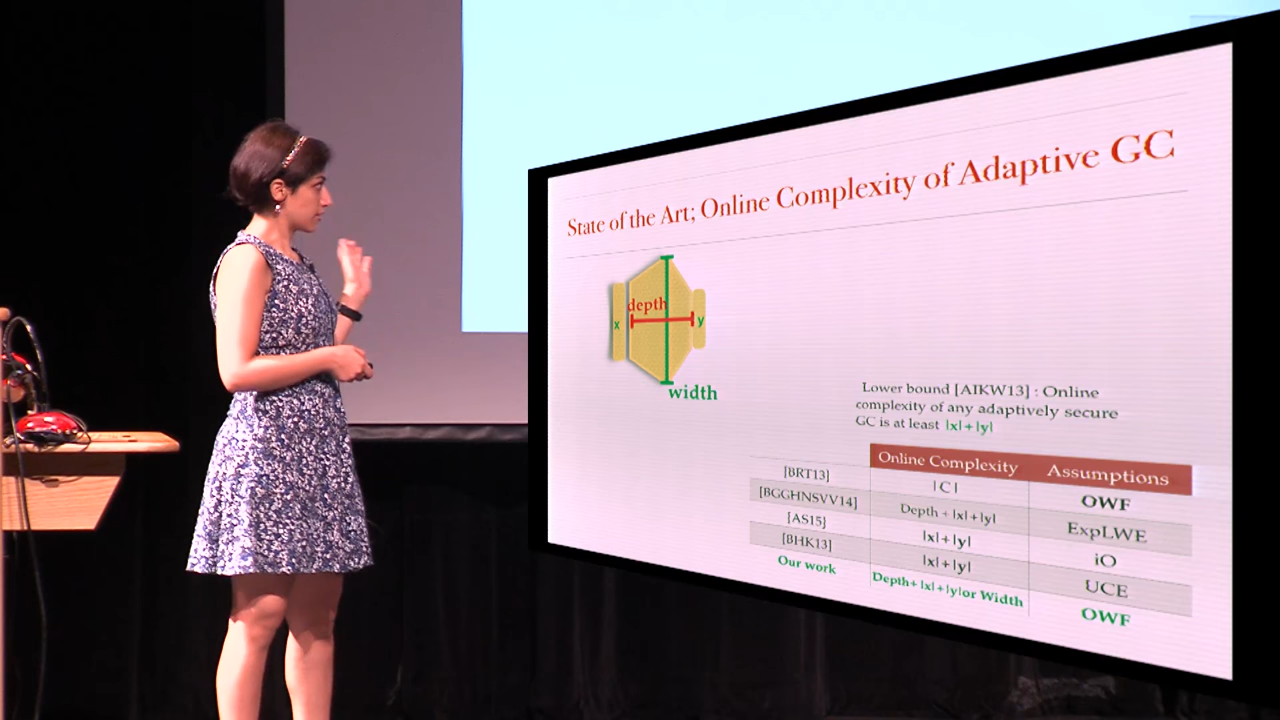 State of the Art; Online Complexity of Adaptive GC
depth
x
y
width
Lower bound [AIKW13] : Online
complexity of any adaptively secure
GC is at least |x|+|y|
Online Complexity Assumptions
[BRT13] |C| OWF
[BGGHNSVV14] Depth + |x|+|y| ExpLWE
[AS15] |x|+|y| iO
[BHK13] |x|+|y| UCE
Our work Depth+ |x|+|y|or Width OWF